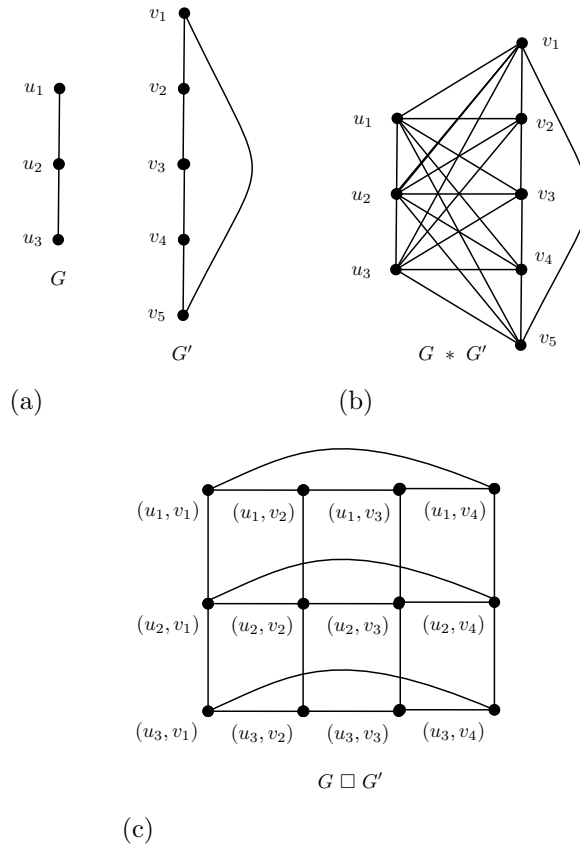 u₁
u₂
u₃
G
v₁
v₂
v₃
v₄
v₅
G′
(a)
u₁
u₂
u₃
v₁
v₂
v₃
v₄
v₅
G ∗ G′
(b)
(u₁, v₁) (u₁, v₂) (u₁, v₃) (u₁, v₄)
(u₂, v₁) (u₂, v₂) (u₂, v₃) (u₂, v₄)
(u₃, v₁) (u₃, v₂) (u₃, v₃) (u₃, v₄)
G □ G′
(c)